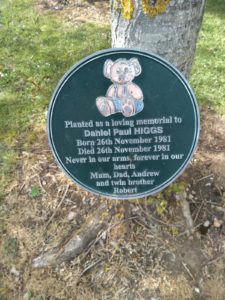 Planted as a loving memorial to
Daniel Paul HIGGS
Born 26th November 1981
Died 26th November 1981
Never in our arms, forever in our
hearts
Mum, Dad, Andrew
and twin brother
Robert